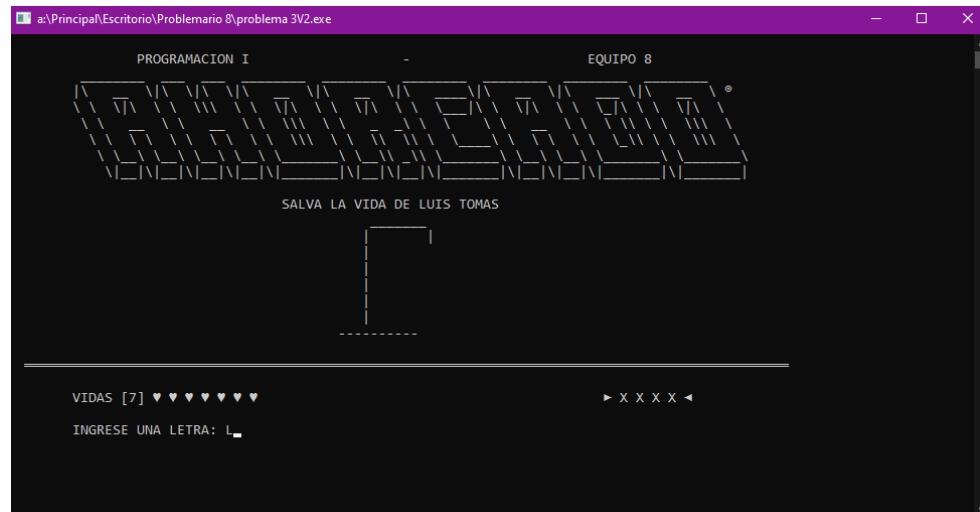 a:\Principal\Escritorio\Problemario 8\problema 3V2.exe
PROGRAMACION I - EQUIPO 8
AHORCADO ®
SALVA LA VIDA DE LUIS TOMAS
VIDAS [7] ♥ ♥ ♥ ♥ ♥ ♥ ♥ ► X X X X ◄
INGRESE UNA LETRA: L